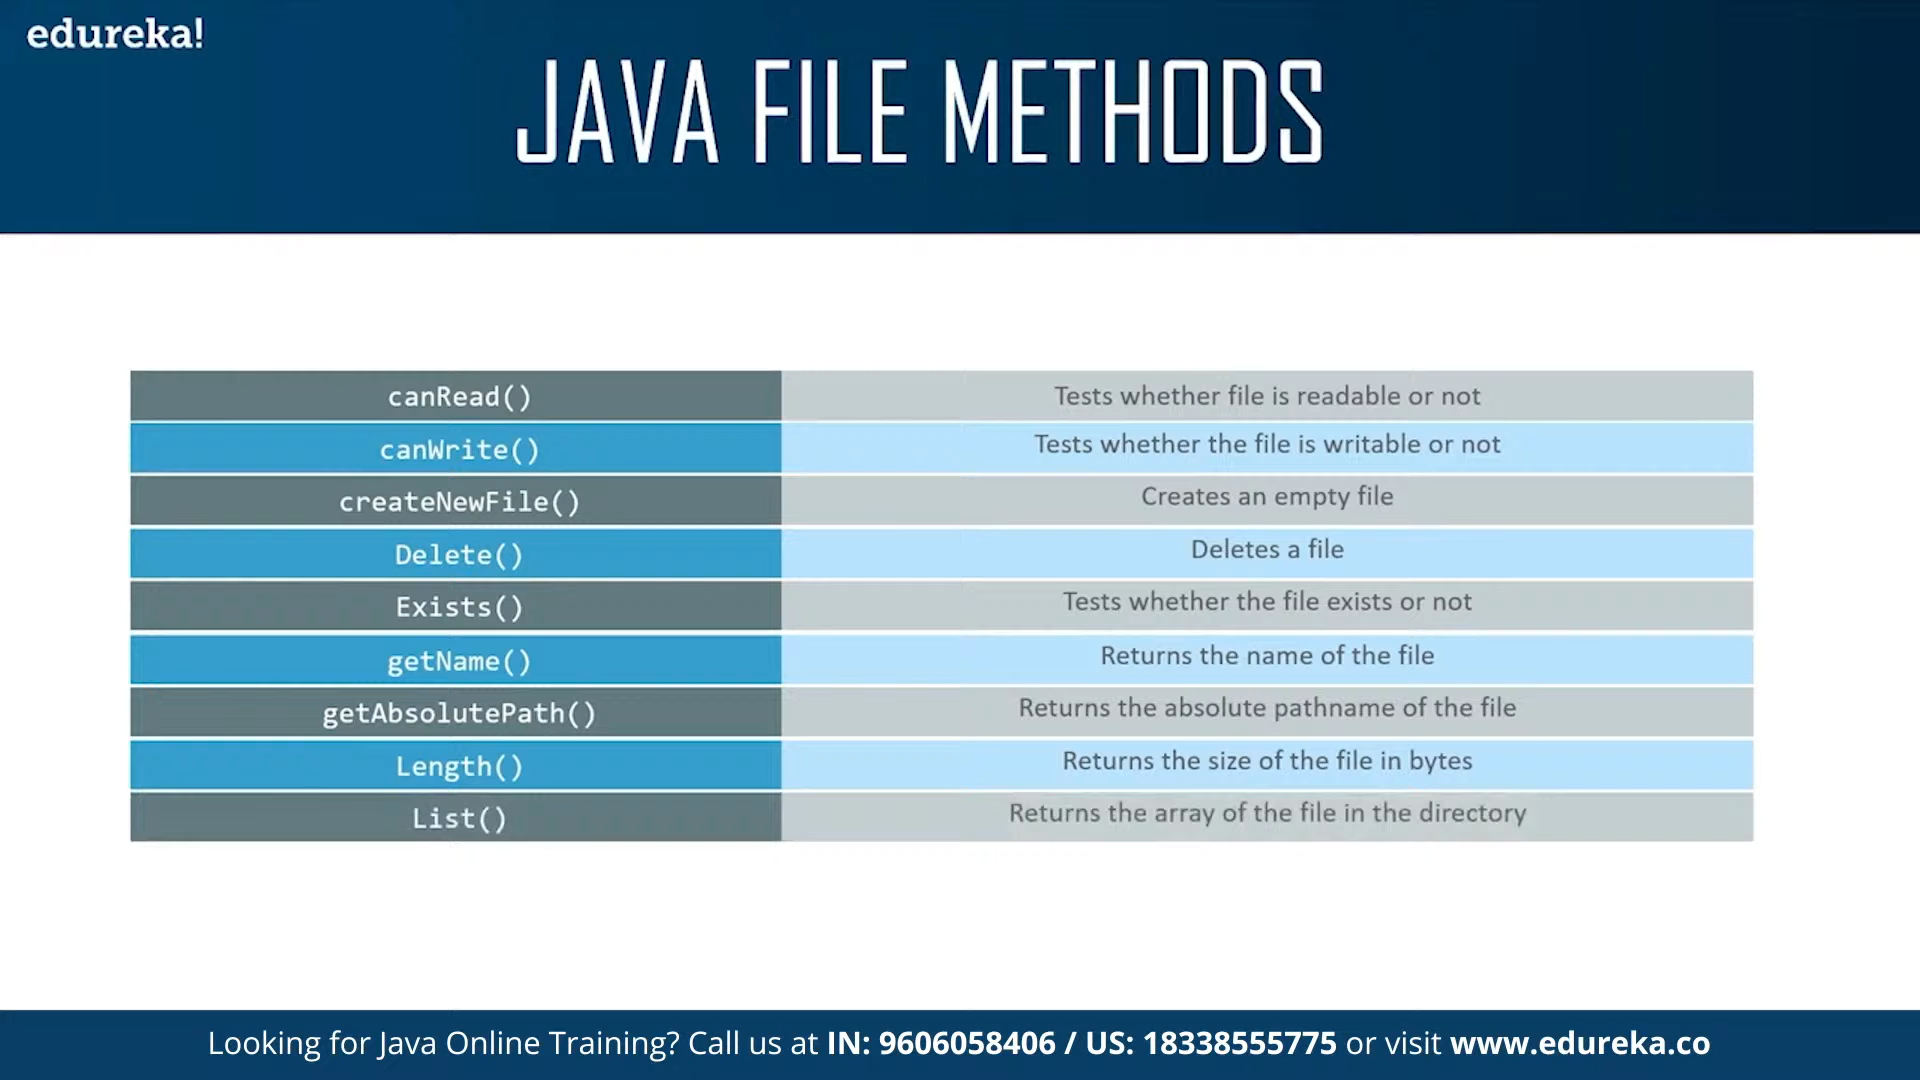 edureka!
JAVA FILE METHODS
canRead() Tests whether file is readable or not
canWrite() Tests whether the file is writable or not
createNewFile() Creates an empty file
Delete() Deletes a file
Exists() Tests whether the file exists or not
getName() Returns the name of the file
getAbsolutePath() Returns the absolute pathname of the file
Length() Returns the size of the file in bytes
List() Returns the array of the file in the directory
Looking for Java Online Training? Call us at IN: 9606058406 / US: 18338555775 or visit www.edureka.co